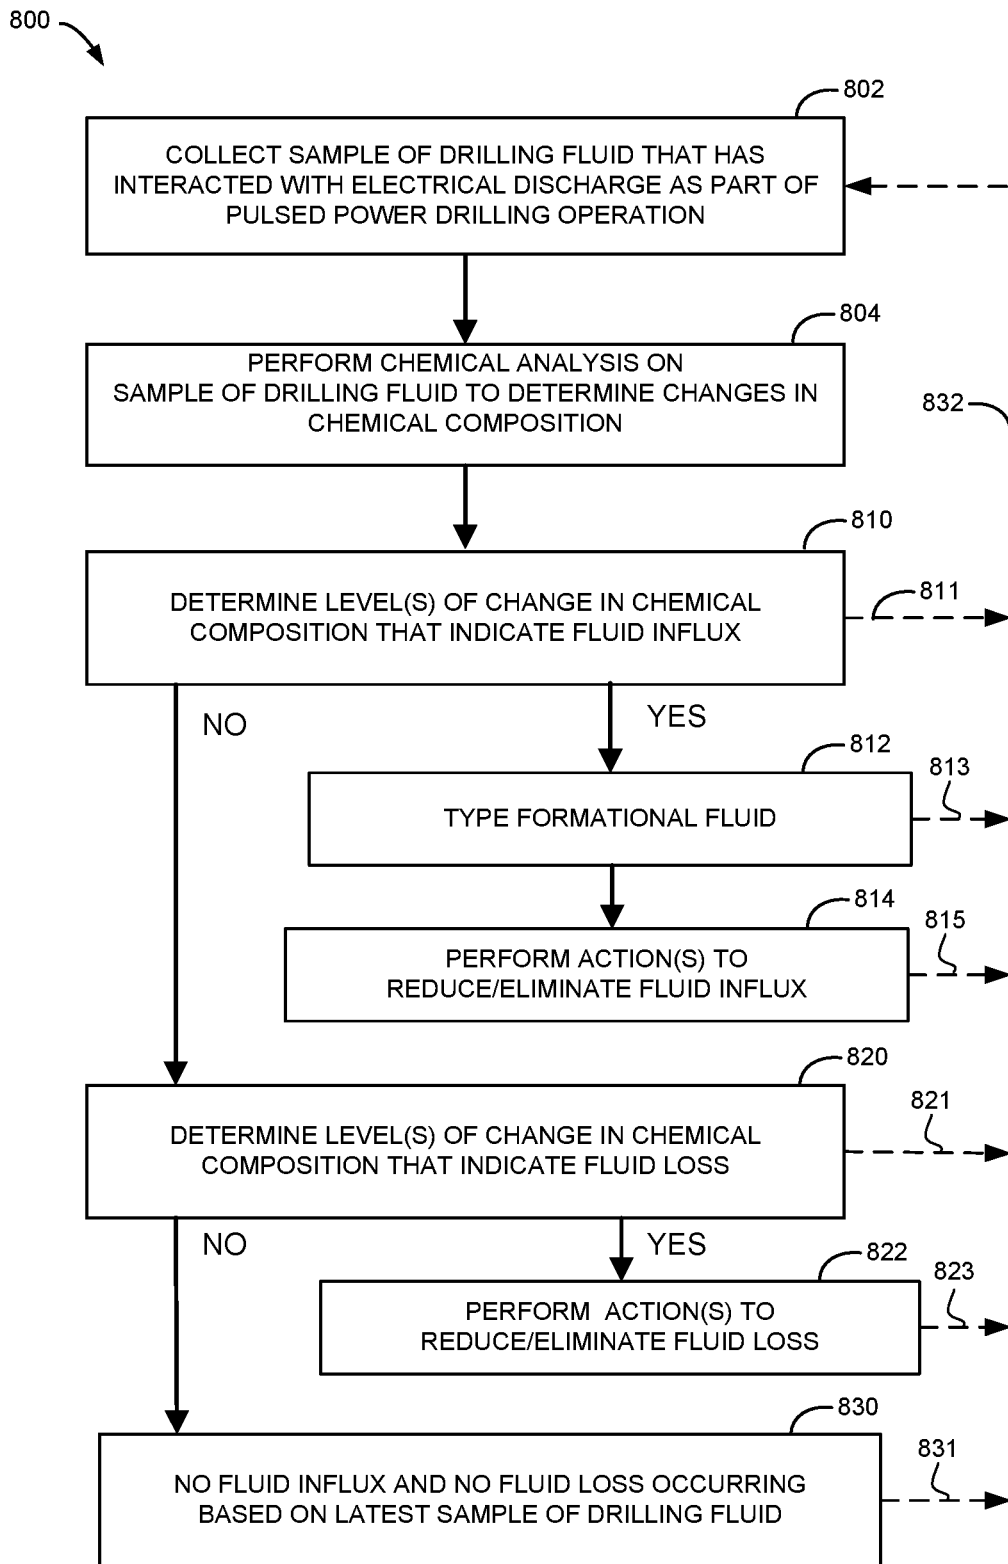 800
802
COLLECT SAMPLE OF DRILLING FLUID THAT HAS
INTERACTED WITH ELECTRICAL DISCHARGE AS PART OF
PULSED POWER DRILLING OPERATION
804
PERFORM CHEMICAL ANALYSIS ON
SAMPLE OF DRILLING FLUID TO DETERMINE CHANGES IN
CHEMICAL COMPOSITION
832
810
DETERMINE LEVEL(S) OF CHANGE IN CHEMICAL
COMPOSITION THAT INDICATE FLUID INFLUX
811
NO
YES
812
TYPE FORMATIONAL FLUID
813
814
PERFORM ACTION(S) TO
REDUCE/ELIMINATE FLUID INFLUX
815
820
DETERMINE LEVEL(S) OF CHANGE IN CHEMICAL
COMPOSITION THAT INDICATE FLUID LOSS
821
NO
YES
822
PERFORM ACTION(S) TO
REDUCE/ELIMINATE FLUID LOSS
823
830
NO FLUID INFLUX AND NO FLUID LOSS OCCURRING
BASED ON LATEST SAMPLE OF DRILLING FLUID
831